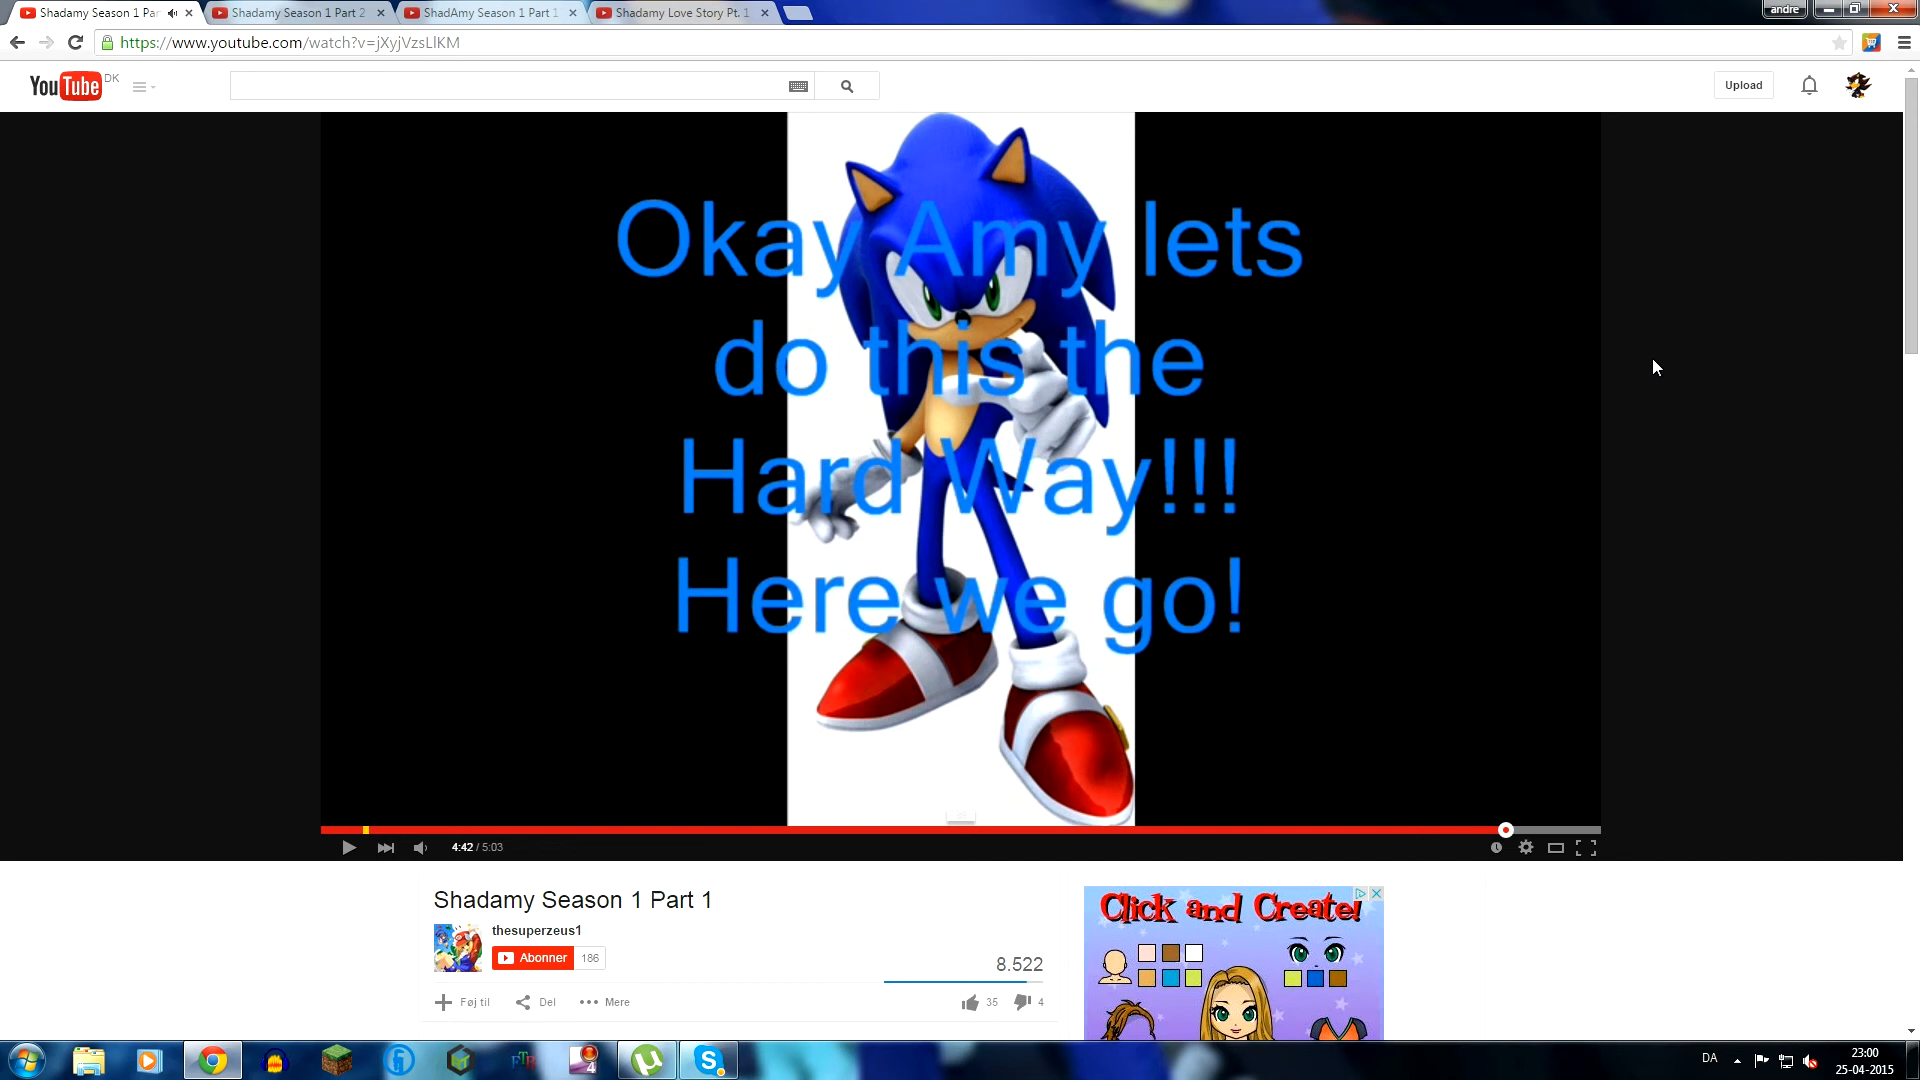 Shadamy Season 1 Pa
Shadamy Season 1 Part 2
ShadAmy Season 1 Part 1
Shadamy Love Story Pt. 1
andre
https://www.youtube.com/watch?v=jXyjVzsLlKM
YouTube DK
Upload
Okay Amy lets
do this the
Hard Way!!!
Here we go!
4:42 / 5:03
Shadamy Season 1 Part 1
thesuperzeus1
Abonner 186
8.522
Føj til
Del
Mere
35
4
Click and Create!
FTB
4
DA
23:00
25-04-2015